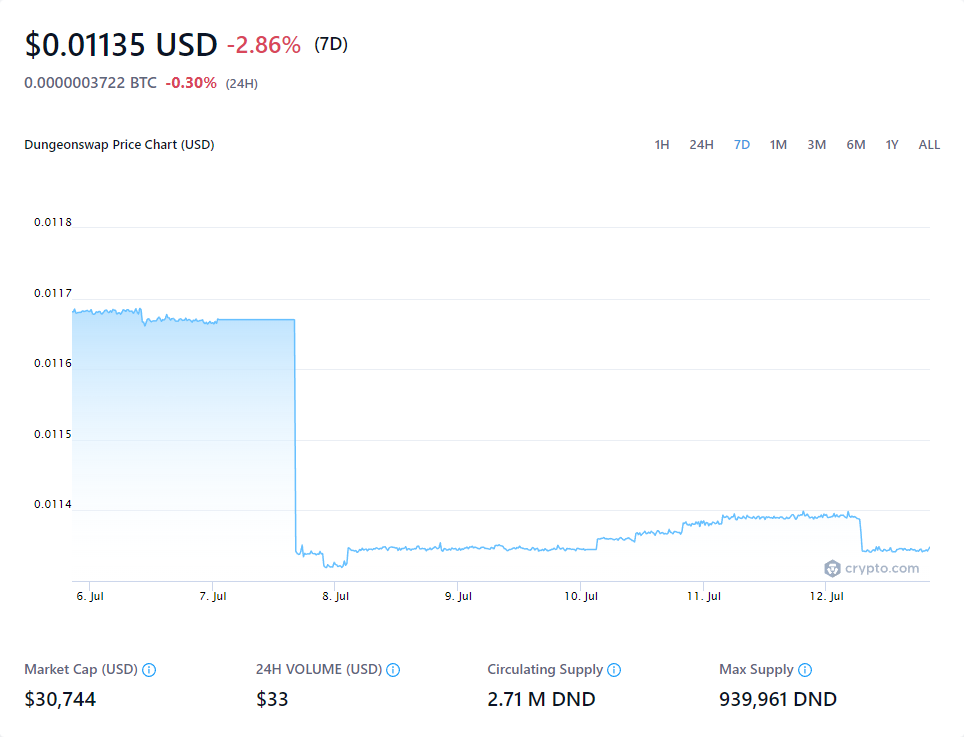 $0.01135 USD -2.86% (7D)
0.0000003722 BTC -0.30% (24H)
Dungeonswap Price Chart (USD) 1H 24H 7D 1M 3M 6M 1Y ALL
0.0118
0.0117
0.0116
0.0115
0.0114
crypto.com
6. Jul 7. Jul 8. Jul 9. Jul 10. Jul 11. Jul 12. Jul
Market Cap (USD) 24H VOLUME (USD) Circulating Supply Max Supply
$30,744 $33 2.71 M DND 939,961 DND